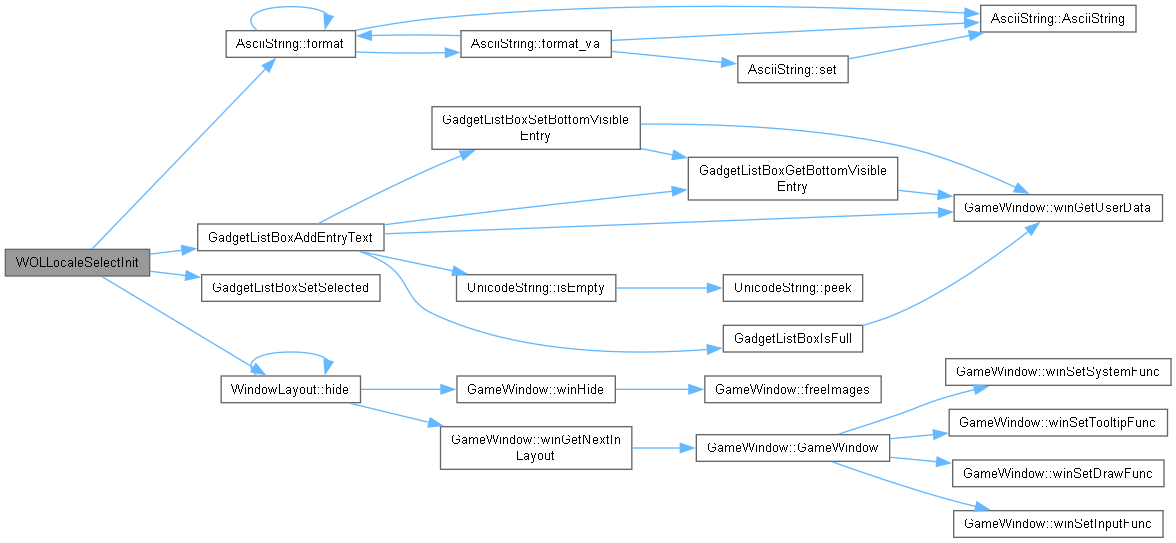 AsciiString::AsciiString
AsciiString::format
AsciiString::format_va
AsciiString::set
GadgetListBoxSetBottomVisible
Entry
GadgetListBoxGetBottomVisible
Entry
GameWindow::winGetUserData
GadgetListBoxAddEntryText
WOLLocaleSelectInit
GadgetListBoxSetSelected
UnicodeString::isEmpty
UnicodeString::peek
GadgetListBoxIsFull
WindowLayout::hide
GameWindow::winHide
GameWindow::freeImages
GameWindow::winGetNextIn
Layout
GameWindow::GameWindow
GameWindow::winSetSystemFunc
GameWindow::winSetTooltipFunc
GameWindow::winSetDrawFunc
GameWindow::winSetInputFunc